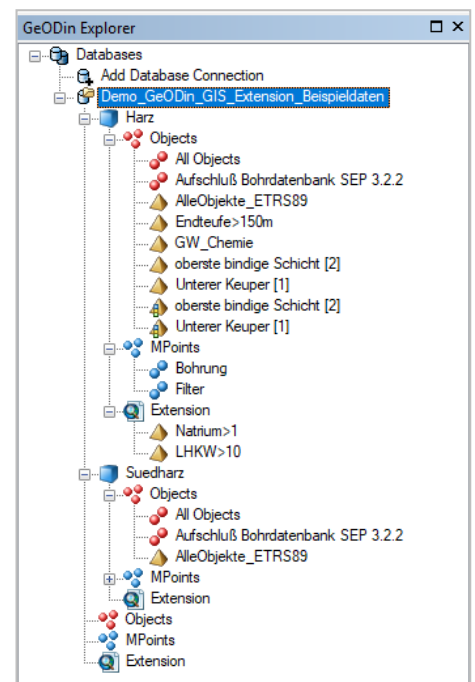 GeODin Explorer
Databases
Add Database Connection
Demo_GeODin_GIS_Extension_Beispieldaten
Harz
Objects
All Objects
Aufschluß Bohrdatenbank SEP 3.2.2
AlleObjekte_ETRS89
Endteufe>150m
GW_Chemie
oberste bindige Schicht [2]
Unterer Keuper [1]
oberste bindige Schicht [2]
Unterer Keuper [1]
MPoints
Bohrung
Filter
Extension
Natrium>1
LHKW>10
Suedharz
Objects
All Objects
Aufschluß Bohrdatenbank SEP 3.2.2
AlleObjekte_ETRS89
MPoints
Extension
Objects
MPoints
Extension